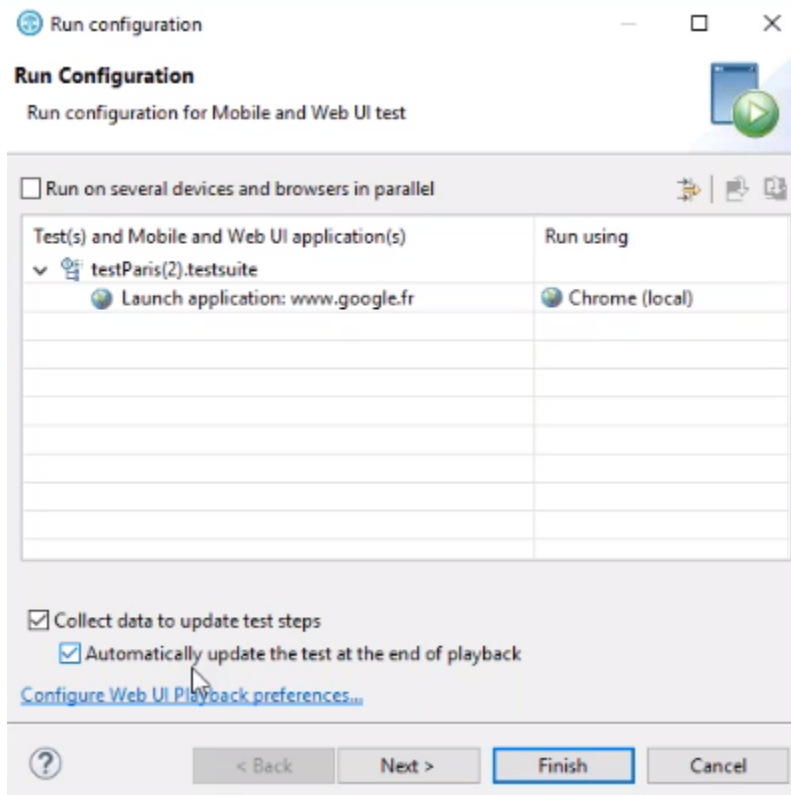 Run configuration
Run Configuration
Run configuration for Mobile and Web UI test
Run on several devices and browsers in parallel
Test(s) and Mobile and Web UI application(s) Run using
testParis(2).testsuite
Launch application: www.google.fr Chrome (local)
Collect data to update test steps
Automatically update the test at the end of playback
Configure Web UI Playback preferences...
< Back Next > Finish Cancel